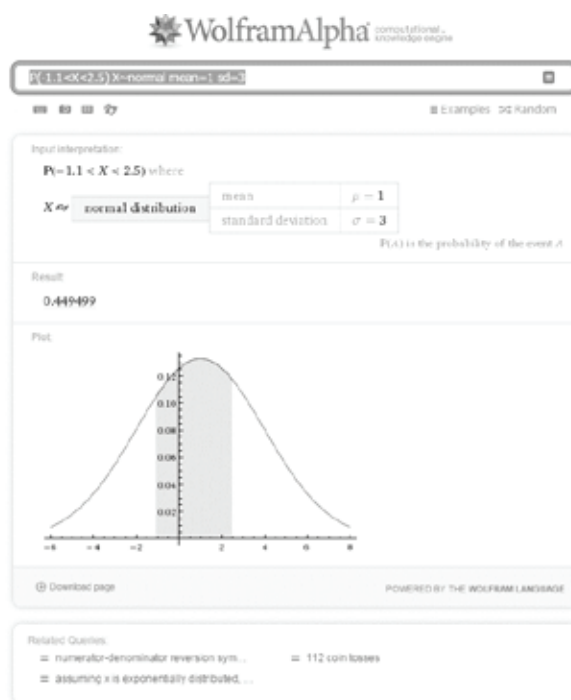 WolframAlpha computational knowledge engine
P(-1.1<X<2.5) X~normal mean=1 sd=3
Examples Random
Input interpretation:
P(−1.1 < X < 2.5) where
X ≈ normal distribution
mean μ = 1
standard deviation σ = 3
P(A) is the probability of the event A
Result:
0.449499
Plot:
0.12
0.10
0.08
0.06
0.04
0.02
−6 −4 −2 2 4 6 8
Download page POWERED BY THE WOLFRAM LANGUAGE
Related Queries:
= numerator-denominator reversion sym...
= 112 coin tosses
= assuming x is exponentially distributed, ...